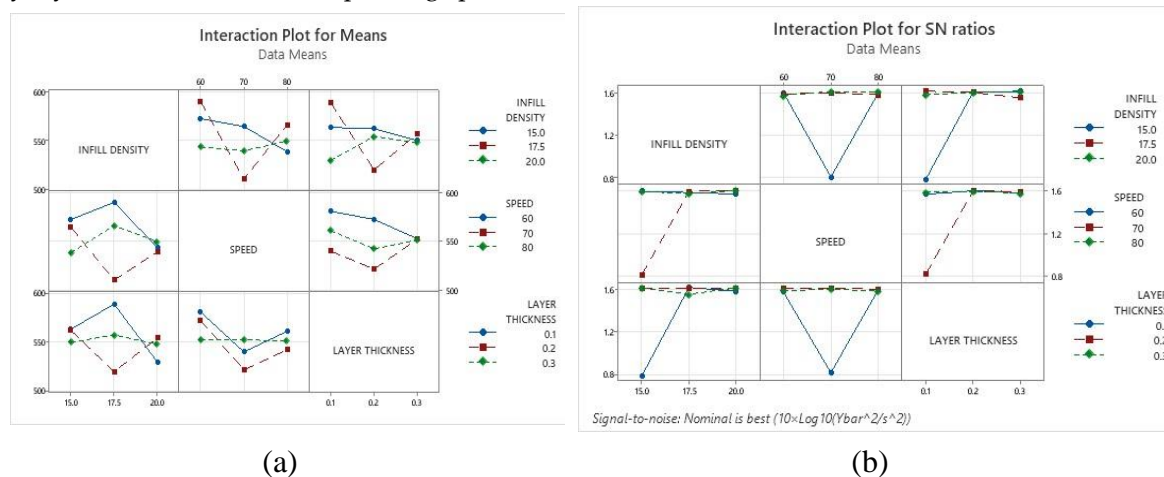 Interaction Plot for Means
Data Means
60 70 80
600
550
500
INFILL DENSITY
INFILL
DENSITY
15.0
17.5
20.0
600
550
500
SPEED
SPEED
60
70
80
600
550
500
LAYER THICKNESS
LAYER
THICKNESS
0.1
0.2
0.3
15.0 17.5 20.0
0.1 0.2 0.3
(a)
Interaction Plot for SN ratios
Data Means
60 70 80
1.6
1.2
0.8
INFILL DENSITY
INFILL
DENSITY
15.0
17.5
20.0
1.6
1.2
0.8
SPEED
SPEED
60
70
80
1.6
1.2
0.8
LAYER THICKNESS
LAYER
THICKNESS
15.0 17.5 20.0
0.1 0.2 0.3
Signal-to-noise: Nominal is best (10×Log10(Ybar^2/s^2))
(b)